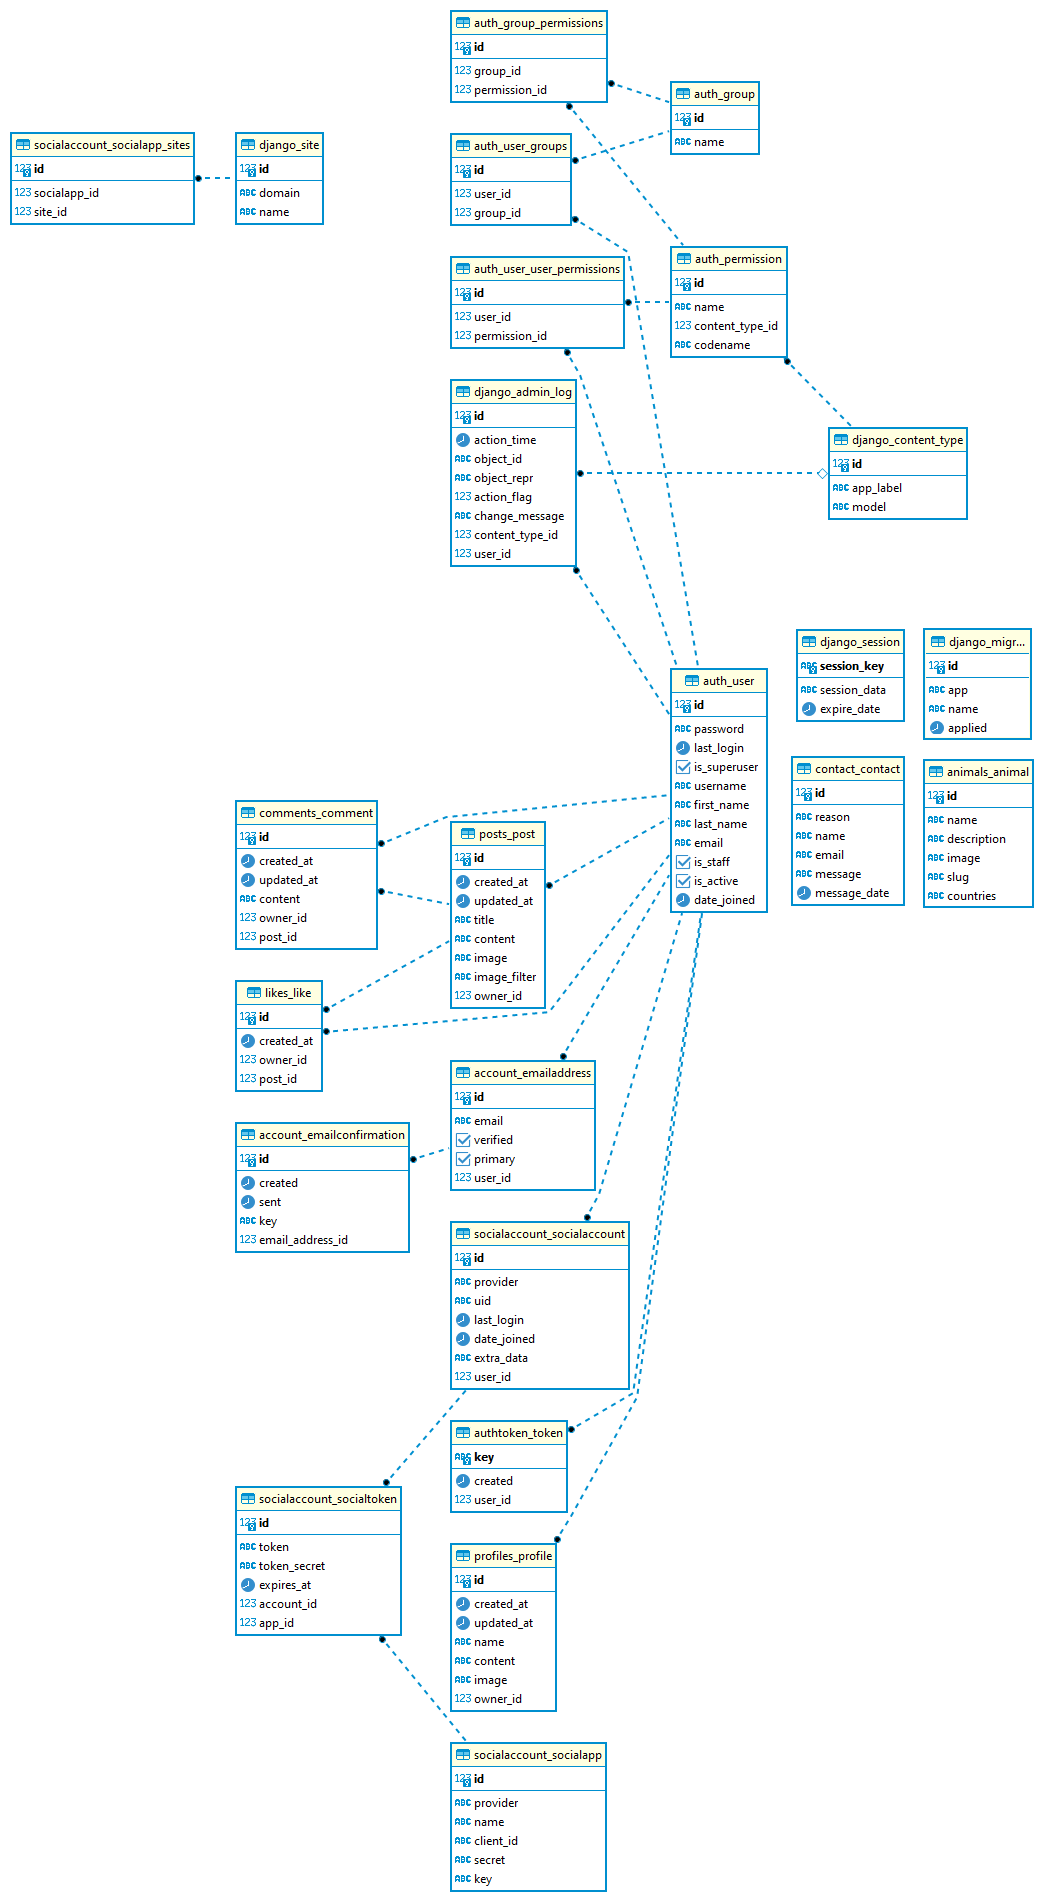 auth_group_permissions
123 id
123 group_id
123 permission_id
auth_group
123 id
ABC name
socialaccount_socialapp_sites
123 id
123 socialapp_id
123 site_id
django_site
123 id
ABC domain
ABC name
auth_user_groups
123 id
123 user_id
123 group_id
auth_user_user_permissions
123 id
123 user_id
123 permission_id
auth_permission
123 id
ABC name
123 content_type_id
ABC codename
django_admin_log
123 id
action_time
ABC object_id
ABC object_repr
123 action_flag
ABC change_message
123 content_type_id
123 user_id
django_content_type
123 id
ABC app_label
ABC model
django_session
ABC session_key
ABC session_data
expire_date
django_migr...
123 id
ABC app
ABC name
applied
auth_user
123 id
ABC password
last_login
is_superuser
ABC username
ABC first_name
ABC last_name
ABC email
is_staff
is_active
date_joined
contact_contact
123 id
ABC reason
ABC name
ABC email
ABC message
message_date
animals_animal
123 id
ABC name
ABC description
ABC image
ABC slug
ABC countries
comments_comment
123 id
created_at
updated_at
ABC content
123 owner_id
123 post_id
posts_post
123 id
created_at
updated_at
ABC title
ABC content
ABC image
ABC image_filter
123 owner_id
likes_like
123 id
created_at
123 owner_id
123 post_id
account_emailaddress
123 id
ABC email
verified
primary
123 user_id
account_emailconfirmation
123 id
created
sent
ABC key
123 email_address_id
socialaccount_socialaccount
123 id
ABC provider
ABC uid
last_login
date_joined
ABC extra_data
123 user_id
authtoken_token
ABC key
created
123 user_id
socialaccount_socialtoken
123 id
ABC token
ABC token_secret
expires_at
123 account_id
123 app_id
profiles_profile
123 id
created_at
updated_at
ABC name
ABC content
ABC image
123 owner_id
socialaccount_socialapp
123 id
ABC provider
ABC name
ABC client_id
ABC secret
ABC key